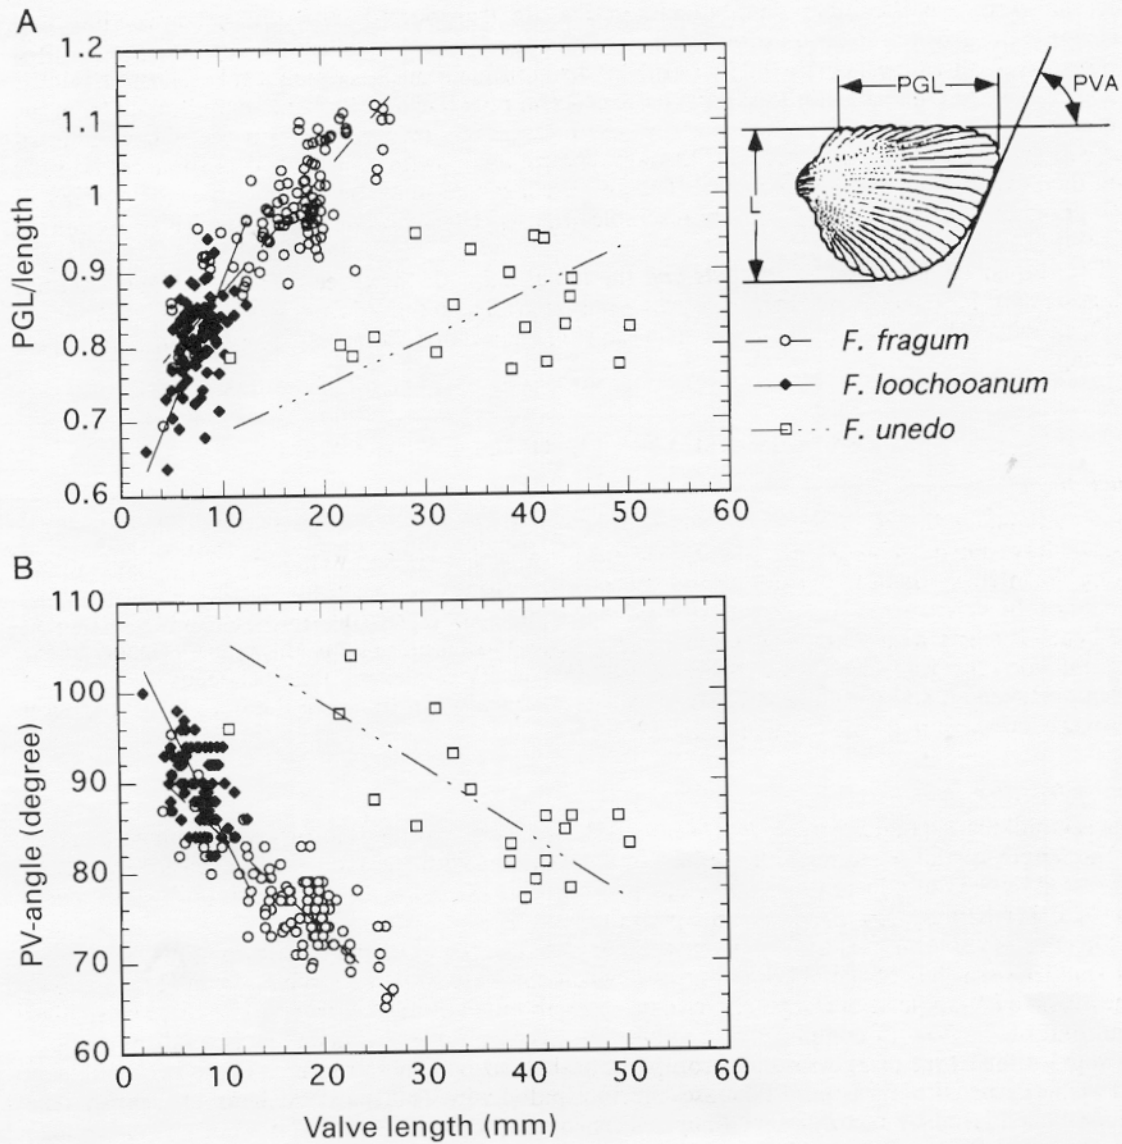 A
1.2
1.1
1
0.9
0.8
0.7
0.6
PGL/length
0 10 20 30 40 50 60
PGL
PVA
L
F. fragum
F. loochooanum
F. unedo
B
110
100
90
80
70
60
PV-angle (degree)
0 10 20 30 40 50 60
Valve length (mm)